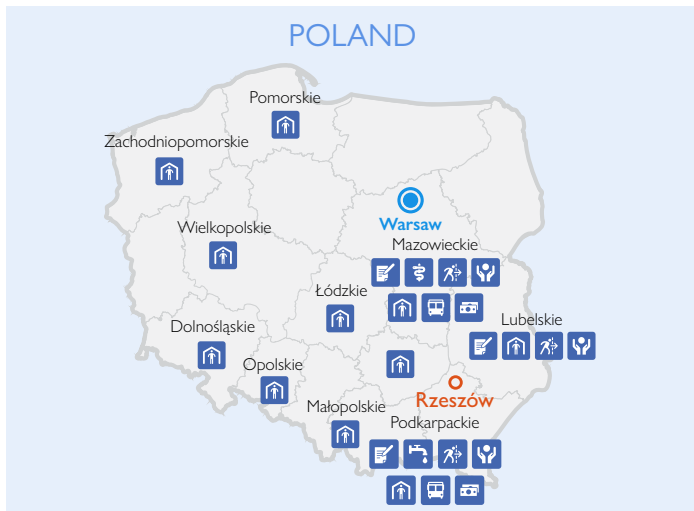 POLAND
Pomorskie
Zachodniopomorskie
Warsaw
Wielkopolskie
Mazowieckie
Łódzkie
Lubelskie
Dolnośląskie
Opolskie
Rzeszów
Małopolskie
Podkarpackie